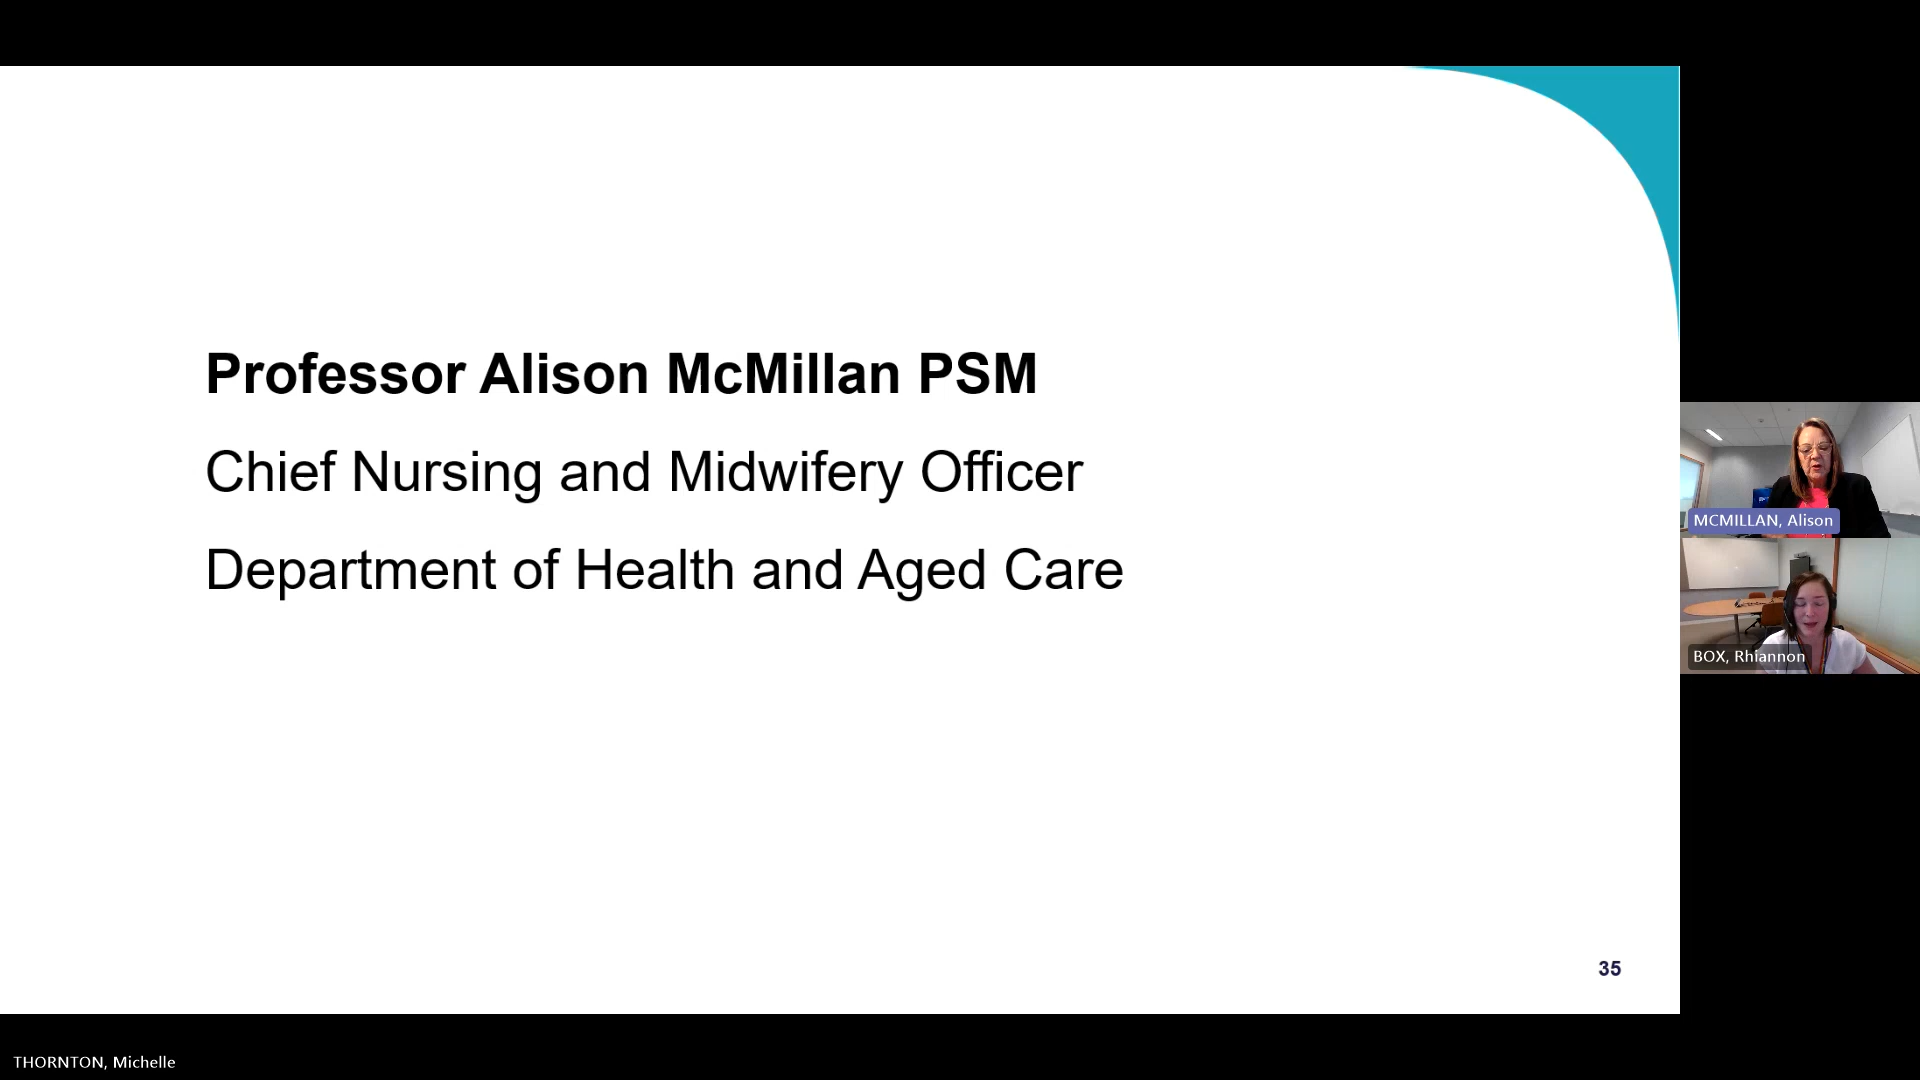 Professor Alison McMillan PSM
Chief Nursing and Midwifery Officer
Department of Health and Aged Care
35
MCMILLAN, Alison
BOX, Rhiannon
THORNTON, Michelle